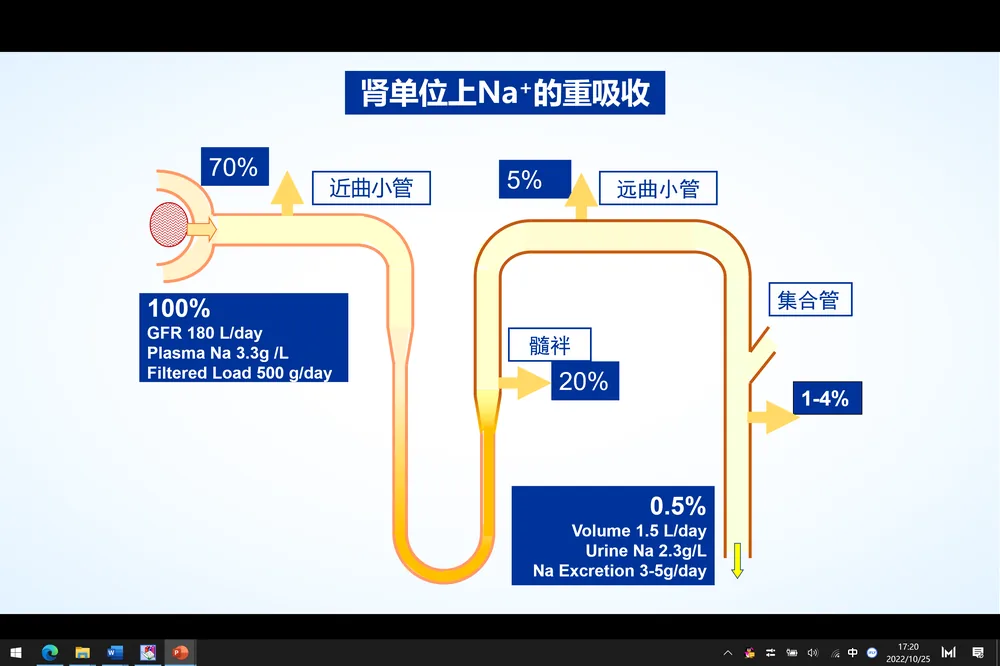 肾单位上Na⁺的重吸收
70%
近曲小管
5%
远曲小管
集合管
100%
GFR 180 L/day
Plasma Na 3.3g /L
Filtered Load 500 g/day
髓袢
20%
1-4%
0.5%
Volume 1.5 L/day
Urine Na 2.3g/L
Na Excretion 3-5g/day
中
17:20
2022/10/25